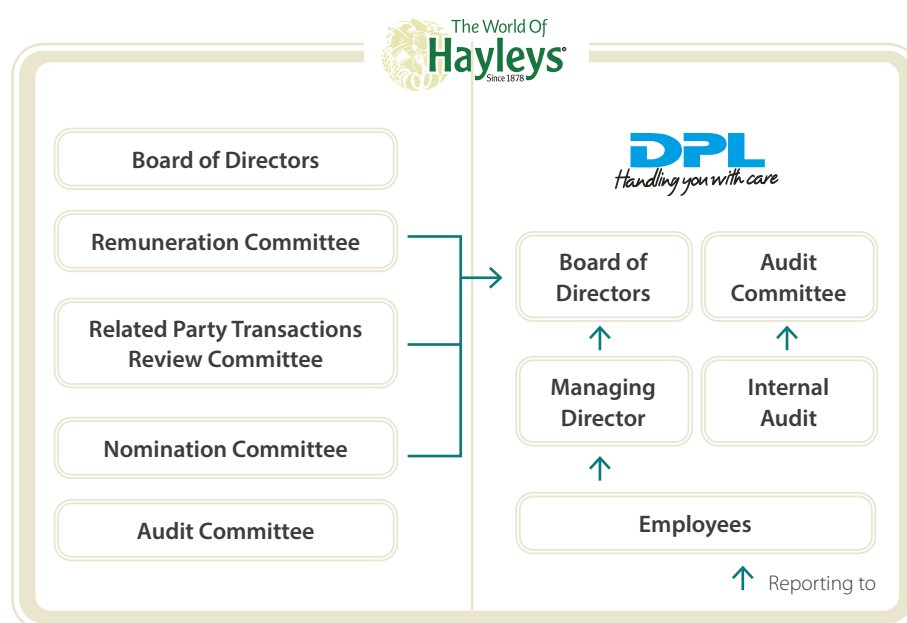 The World Of
Hayleys
Since 1878
Board of Directors
Remuneration Committee
Related Party Transactions
Review Committee
Nomination Committee
Audit Committee
DPL
Handling you with care
Board of
Directors
Audit
Committee
Managing
Director
Internal
Audit
Employees
Reporting to